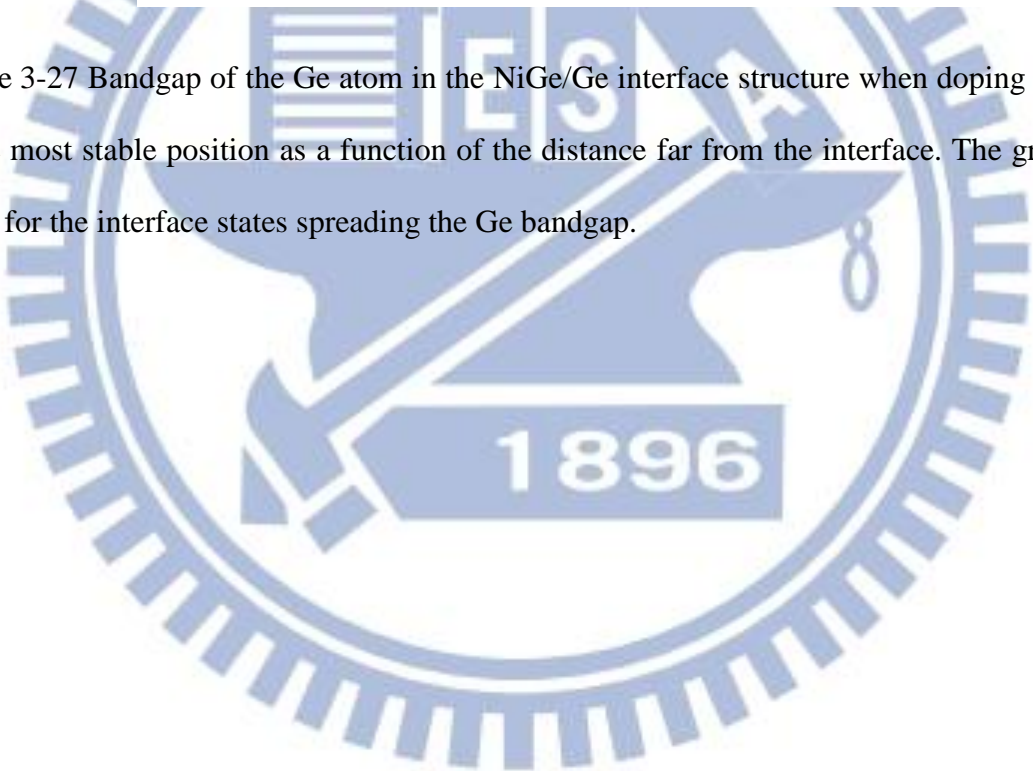 E S A
e 3-27 Bandgap of the Ge atom in the NiGe/Ge interface structure when doping
most stable position as a function of the distance far from the interface. The
for the interface states spreading the Ge bandgap.
8
1896